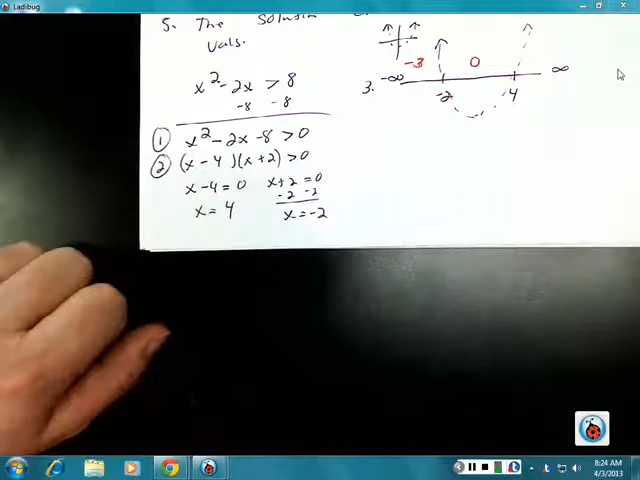 Ladibug
5. The Solution
vals.
x² - 2x > 8
-8 -8
① x² - 2x - 8 > 0
② (x - 4)(x + 2) > 0
x - 4 = 0 x + 2 = 0
-2 -2
x = 4 x = -2
3. -∞ -3 -2 0 4 ∞
8:24 AM
4/3/2013